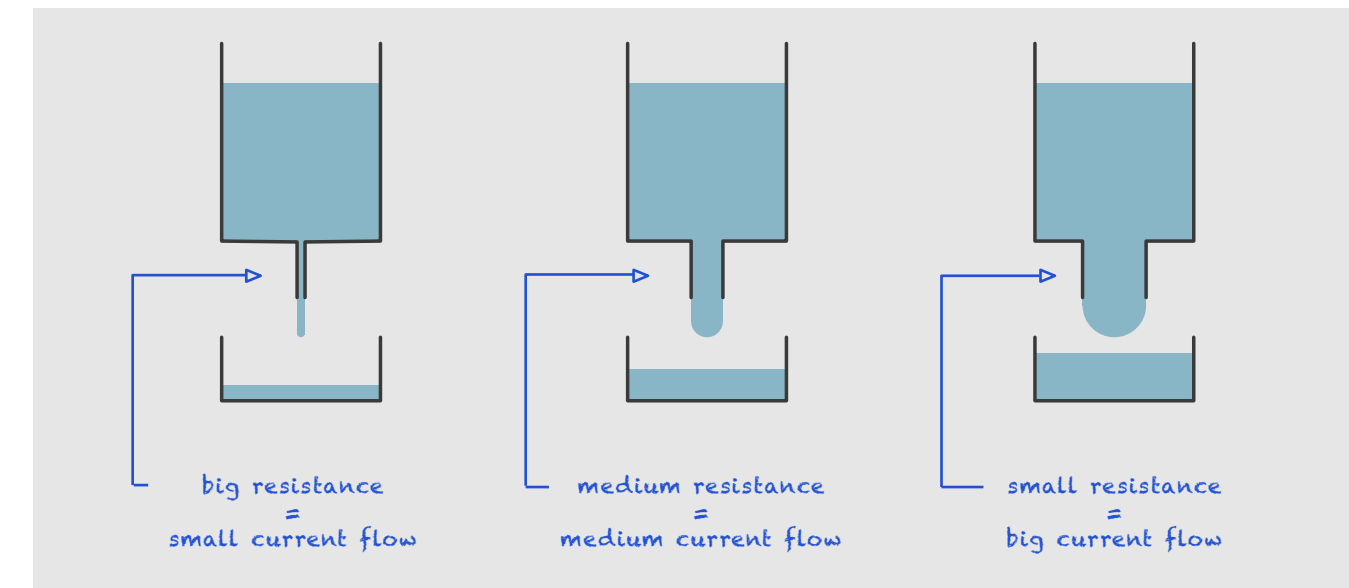 big resistance
=
small current flow
medium resistance
=
medium current flow
small resistance
=
big current flow